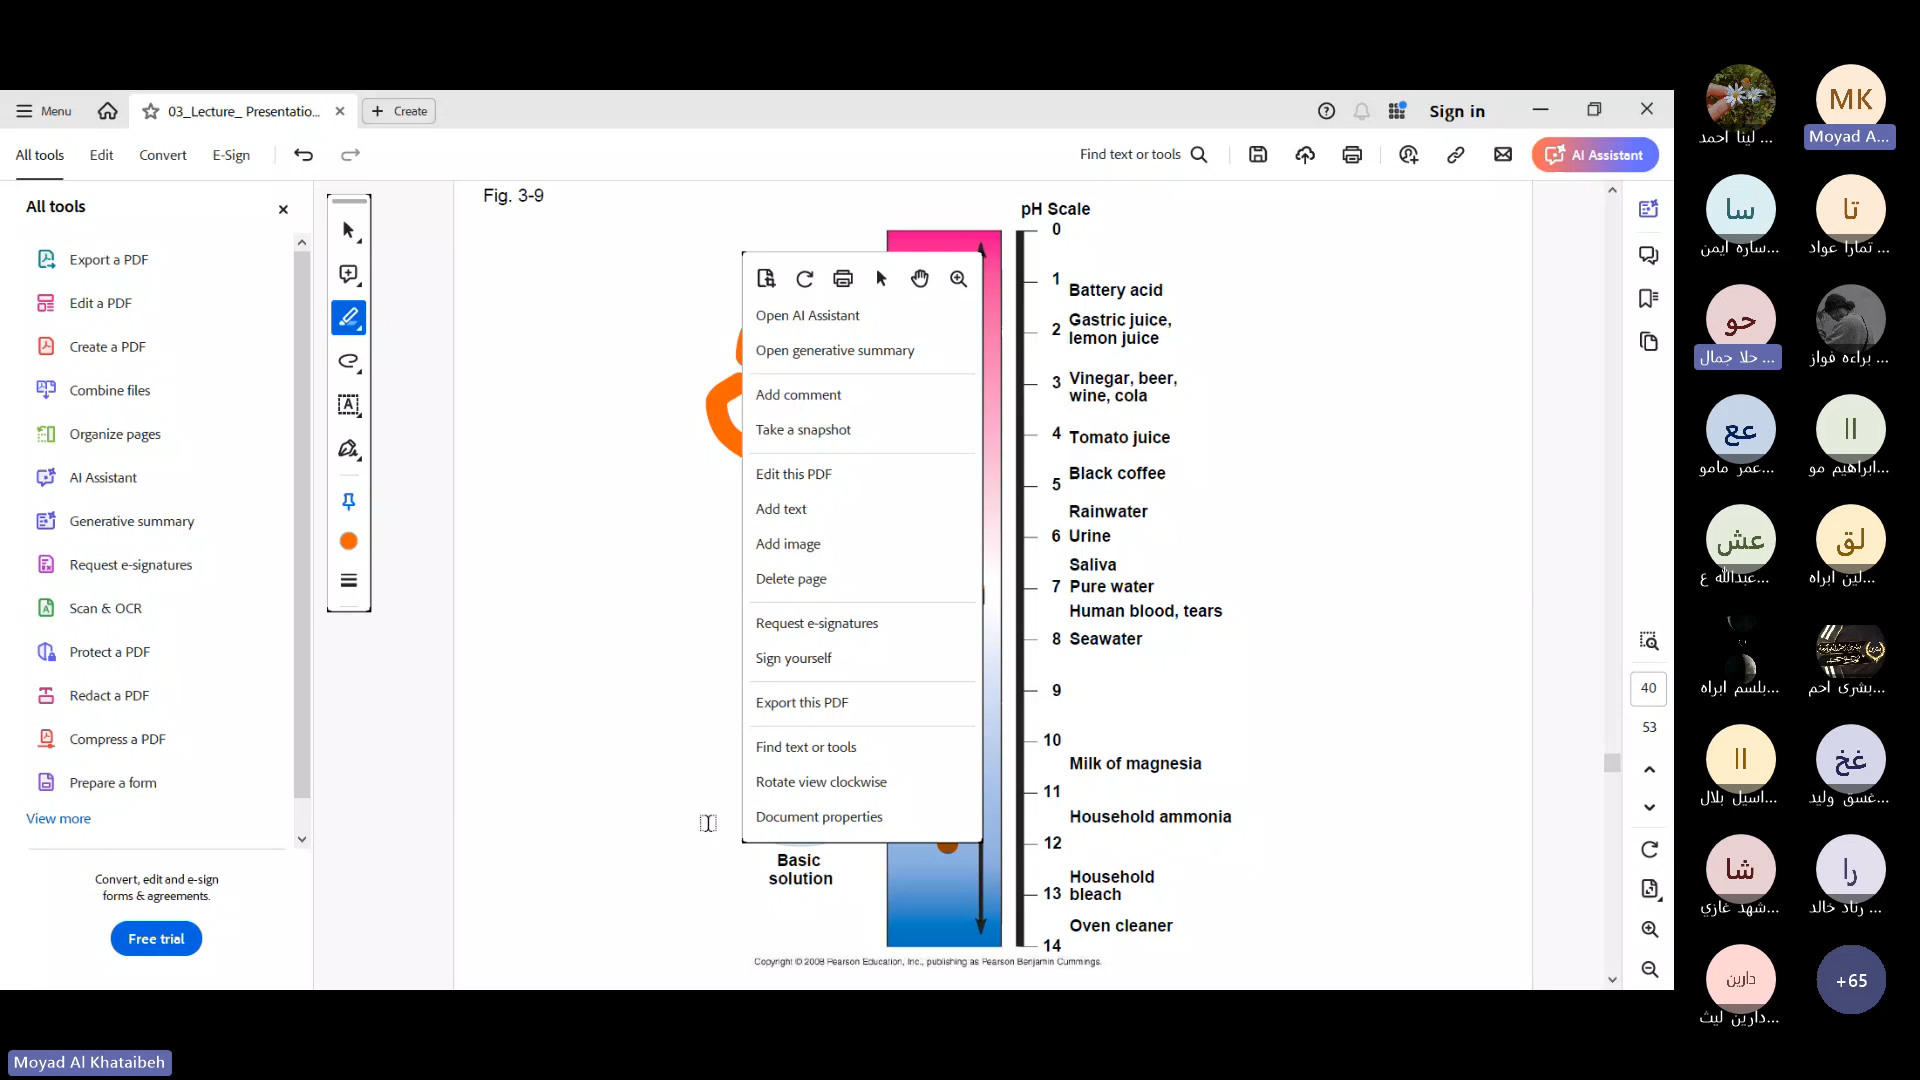 Menu
03_Lecture_ Presentatio...
Create
Sign in
All tools
Edit
Convert
E-Sign
Find text or tools
AI Assistant
All tools
Export a PDF
Edit a PDF
Create a PDF
Combine files
Organize pages
AI Assistant
Generative summary
Request e-signatures
Scan & OCR
Protect a PDF
Redact a PDF
Compress a PDF
Prepare a form
View more
Convert, edit and e-sign
forms & agreements.
Free trial
Fig. 3-9
Open AI Assistant
Open generative summary
Add comment
Take a snapshot
Edit this PDF
Add text
Add image
Delete page
Request e-signatures
Sign yourself
Export this PDF
Find text or tools
Rotate view clockwise
Document properties
Basic
solution
pH Scale
0
1
Battery acid
2 Gastric juice,
lemon juice
3 Vinegar, beer,
wine, cola
4 Tomato juice
Black coffee
5
Rainwater
6 Urine
Saliva
7 Pure water
Human blood, tears
8 Seawater
9
10
Milk of magnesia
11
Household ammonia
12
Household
13 bleach
Oven cleaner
14
Copyright © 2008 Pearson Education, Inc., publishing as Pearson Benjamin Cummings.
40
53
لينا احمد ...
MK
Moyad A...
سا
ساره ايمن...
تا
تمارا عواد ...
حو
حلا جمال ...
براءه فواز ...
عع
عمر مامو...
اا
ابراهيم مو...
عش
عبدالله ع...
لق
لين ابراه...
بلسم ابراه...
بشرى احم...
اا
اسيل بلال...
غخ
غسق وليد...
شا
شهد غازي...
را
رناد خالد ...
دارين
دارين ليث...
+65
Moyad Al Khataibeh